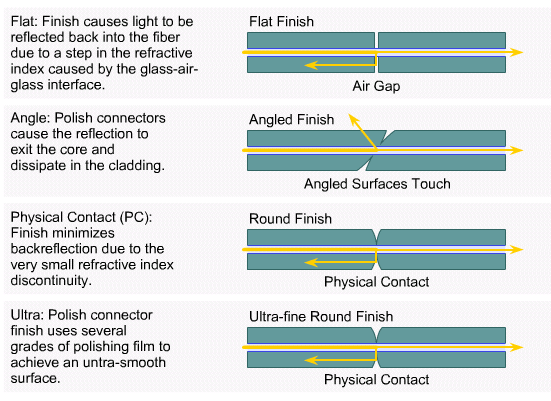 Flat: Finish causes light to be
reflected back into the fiber
due to a step in the refractive
index caused by the glass-air-
glass interface.
Flat Finish
Air Gap
Angle: Polish connectors
cause the reflection to
exit the core and
dissipate in the cladding.
Angled Finish
Angled Surfaces Touch
Physical Contact (PC):
Finish minimizes
backreflection due to the
very small refractive index
discontinuity.
Round Finish
Physical Contact
Ultra: Polish connector
finish uses several
grades of polishing film to
achieve an untra-smooth
surface.
Ultra-fine Round Finish
Physical Contact